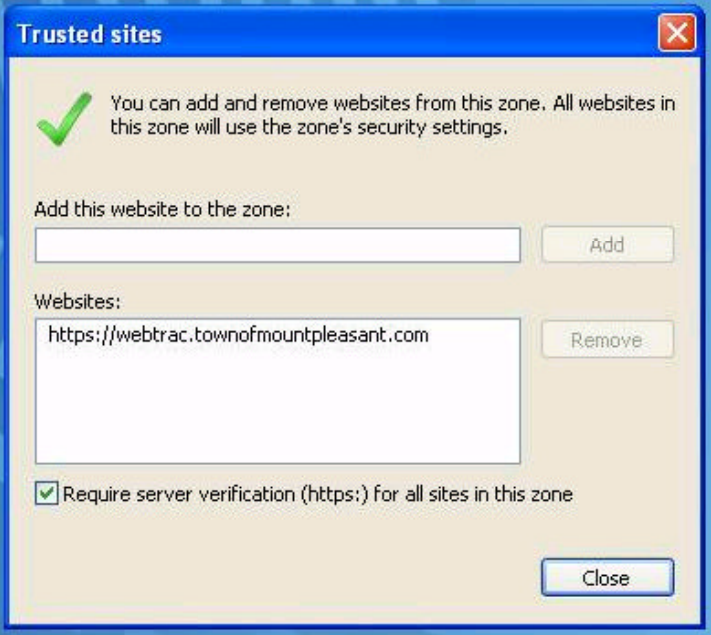 Trusted sites
You can add and remove websites from this zone. All websites in
this zone will use the zone's security settings.
Add this website to the zone:
Add
Websites:
https://webtrac.townofmountpleasant.com
Remove
Require server verification (https:) for all sites in this zone
Close